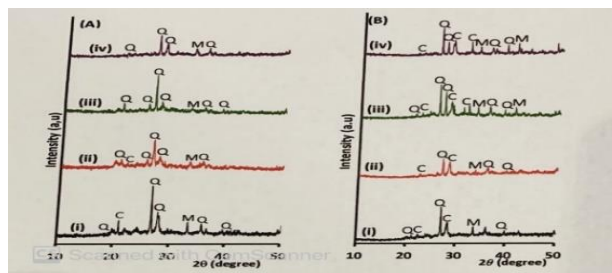 (A)
(iv) Q Q Q M Q
(iii) Q Q Q Q M Q Q
(ii) Q C Q Q Q M Q
(i) Q C Q Q M Q Q
10 20 30 40 50
2θ (degree)
Intensity (a,u)
(B)
(iv) C Q Q C C M Q Q M
(iii) Q C Q Q C C M Q Q M
(ii) C Q C M Q Q
(i) Q C Q C M Q
10 20 30 40 50
2θ (degree)
Intensity (a.u)
CS Scanned with CamScanner